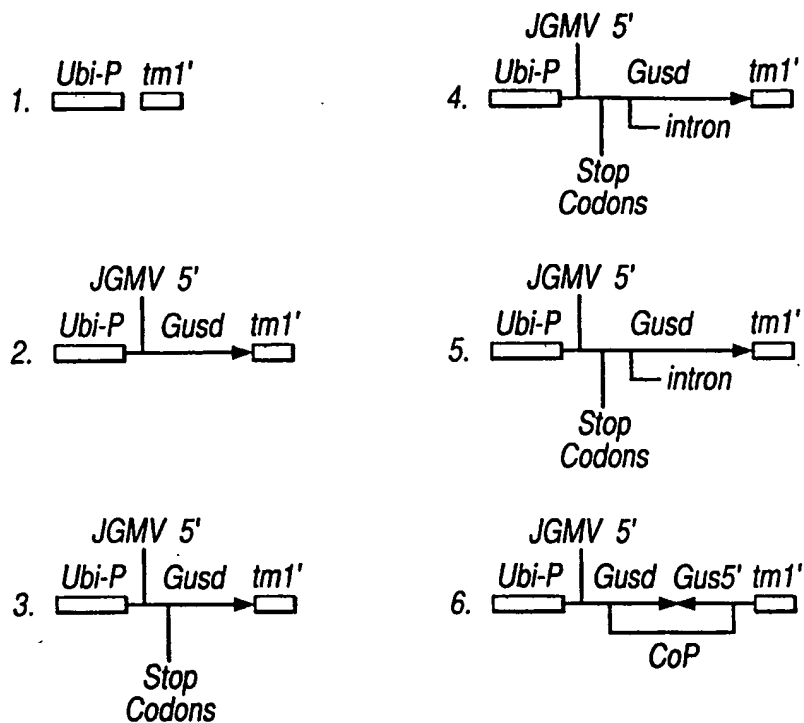 1.
Ubi-P tm1'
2.
JGMV 5'
Ubi-P Gusd tm1'
3.
JGMV 5'
Ubi-P Gusd tm1'
Stop
Codons
4.
JGMV 5'
Ubi-P Gusd tm1'
intron
Stop
Codons
5.
JGMV 5'
Ubi-P Gusd tm1'
intron
Stop
Codons
6.
JGMV 5'
Ubi-P Gusd Gus5' tm1'
CoP